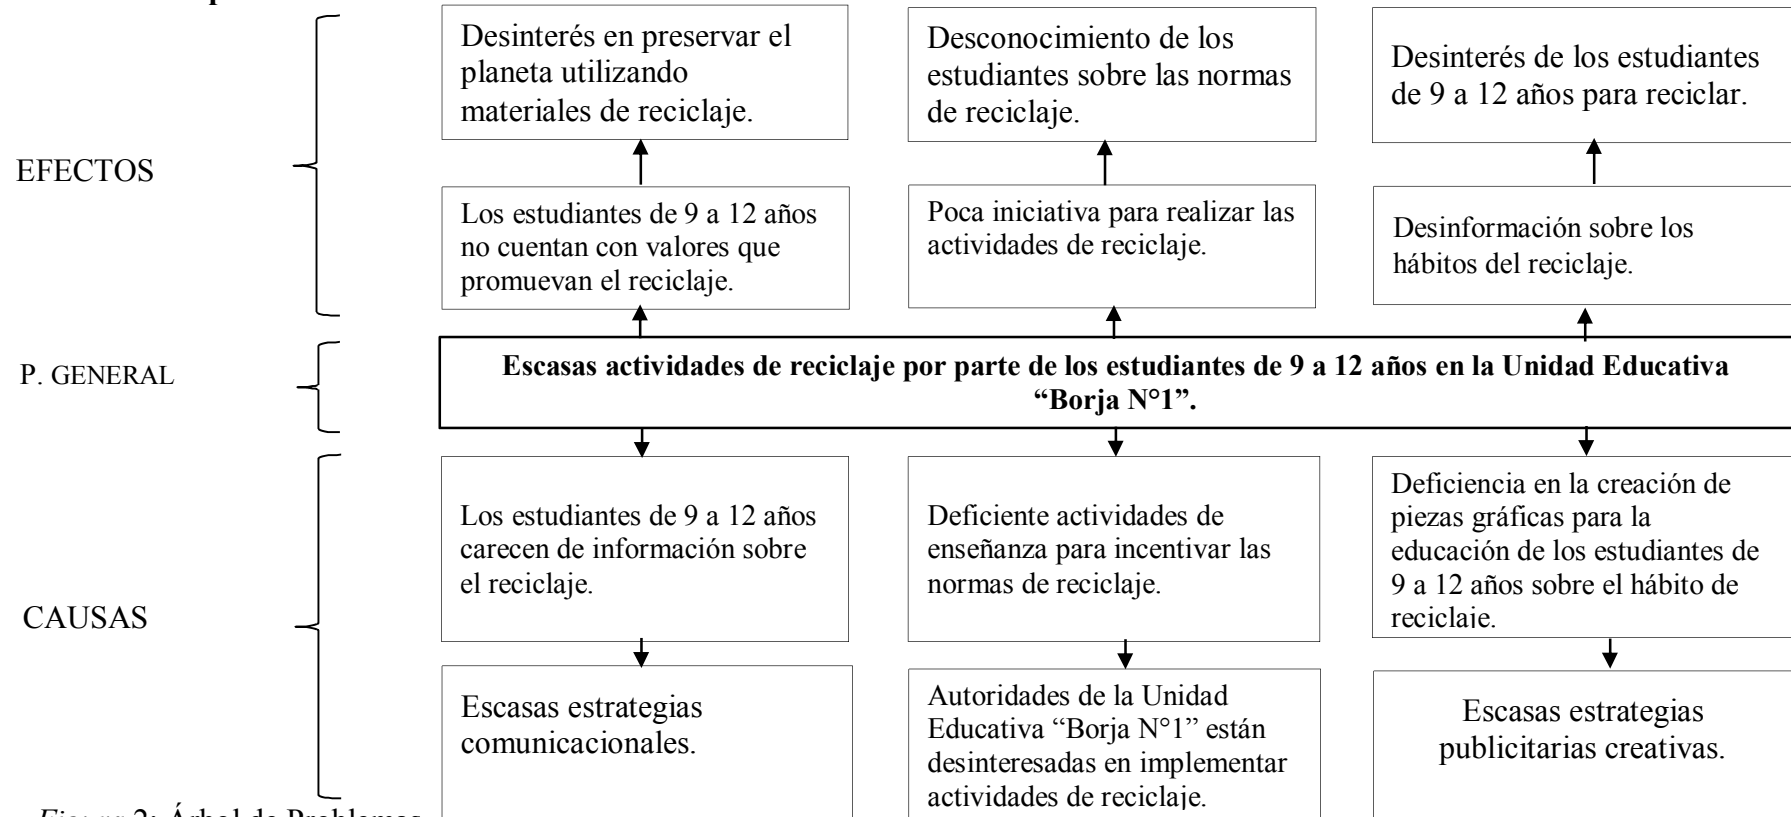 Desinterés en preservar el
planeta utilizando
materiales de reciclaje.
Desconocimiento de los
estudiantes sobre las normas
de reciclaje.
Desinterés de los estudiantes
de 9 a 12 años para reciclar.
EFECTOS
Los estudiantes de 9 a 12 años
no cuentan con valores que
promuevan el reciclaje.
Poca iniciativa para realizar las
actividades de reciclaje.
Desinformación sobre los
hábitos del reciclaje.
P. GENERAL
Escasas actividades de reciclaje por parte de los estudiantes de 9 a 12 años en la Unidad Educativa
“Borja N°1”.
Los estudiantes de 9 a 12 años
carecen de información sobre
el reciclaje.
Deficiente actividades de
enseñanza para incentivar las
normas de reciclaje.
Deficiencia en la creación de
piezas gráficas para la
educación de los estudiantes de
9 a 12 años sobre el hábito de
reciclaje.
CAUSAS
Escasas estrategias
comunicacionales.
Autoridades de la Unidad
Educativa “Borja N°1” están
desinteresadas en implementar
actividades de reciclaje.
Escasas estrategias
publicitarias creativas.
Figura 2: Árbol de Problemas